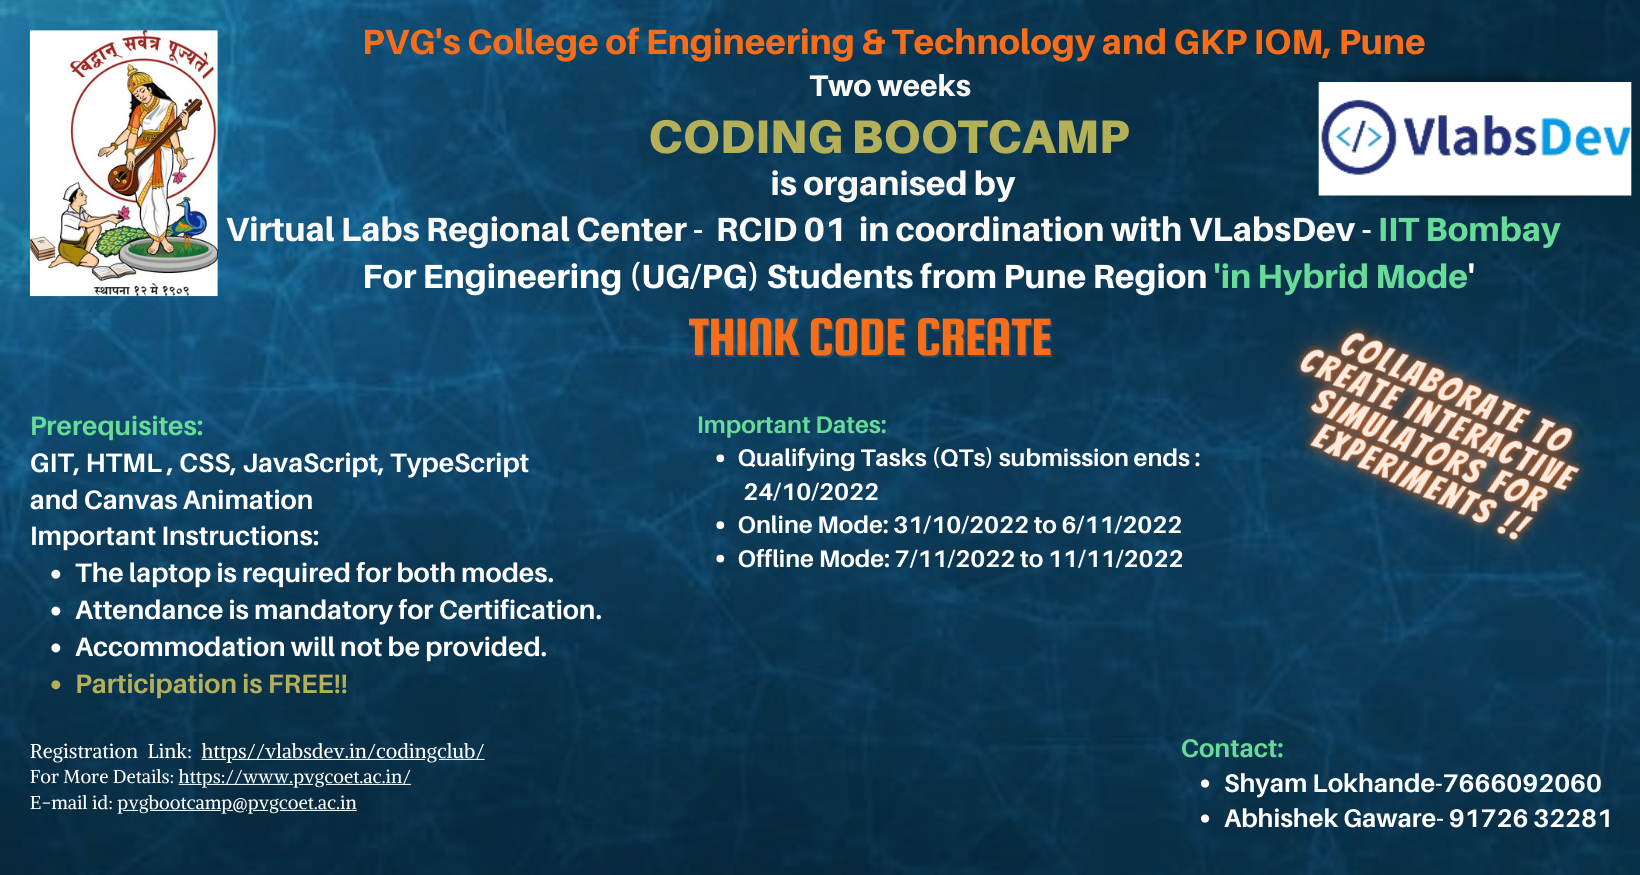 विद्वान् सर्वत्र पूज्यते।
स्थापना १२ मे १९०९
PVG's College of Engineering & Technology and GKP IOM, Pune
Two weeks
CODING BOOTCAMP
is organised by
Virtual Labs Regional Center - RCID 01 in coordination with VLabsDev - IIT Bombay
For Engineering (UG/PG) Students from Pune Region 'in Hybrid Mode'
THINK CODE CREATE
</> VlabsDev
COLLABORATE TO
CREATE INTERACTIVE
SIMULATORS FOR
EXPERIMENTS !!
Prerequisites:
GIT, HTML , CSS, JavaScript, TypeScript
and Canvas Animation
Important Instructions:
• The laptop is required for both modes.
• Attendance is mandatory for Certification.
• Accommodation will not be provided.
• Participation is FREE!!
Important Dates:
• Qualifying Tasks (QTs) submission ends :
24/10/2022
• Online Mode: 31/10/2022 to 6/11/2022
• Offline Mode: 7/11/2022 to 11/11/2022
Registration Link: https//vlabsdev.in/codingclub/
For More Details: https://www.pvgcoet.ac.in/
E-mail id: pvgbootcamp@pvgcoet.ac.in
Contact:
• Shyam Lokhande-7666092060
• Abhishek Gaware- 91726 32281